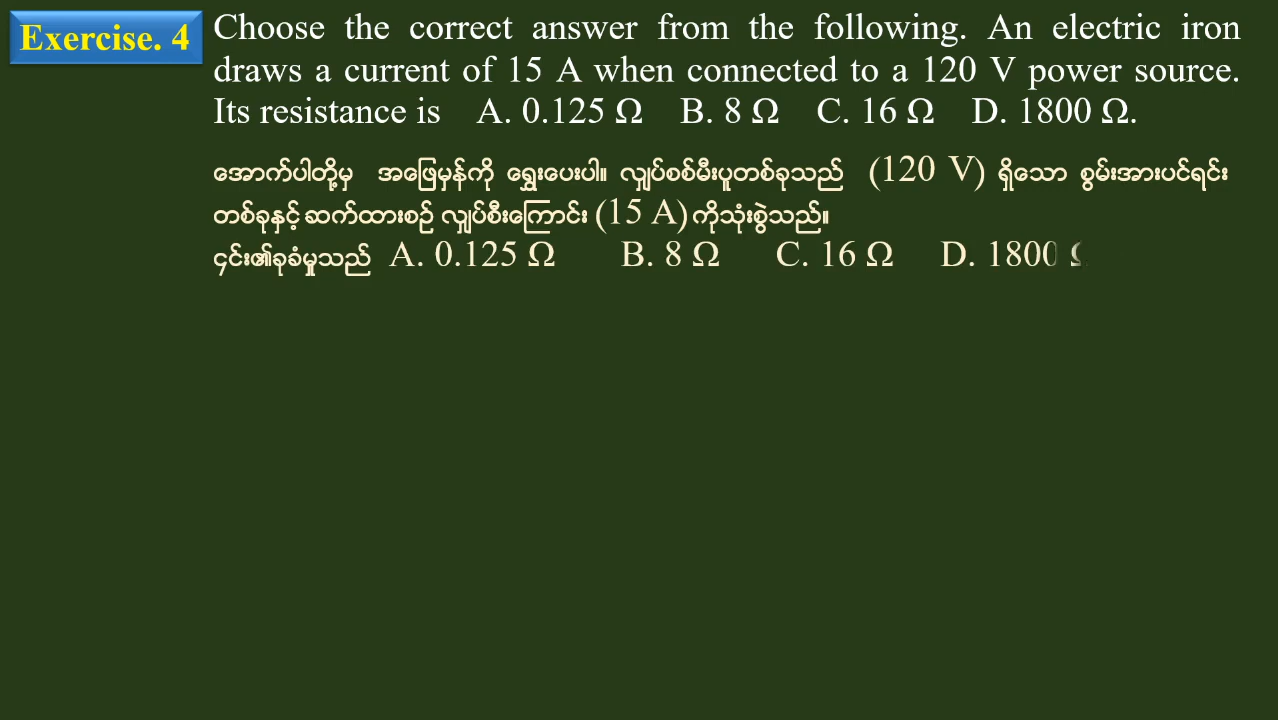 Exercise. 4
Choose the correct answer from the following. An electric iron
draws a current of 15 A when connected to a 120 V power source.
Its resistance is A. 0.125 Ω B. 8 Ω C. 16 Ω D. 1800 Ω.
အောက်ပါတို့မှ အဖြေမှန်ကို ရွှေးပေးပါ။ လျှပ်စစ်မီးပူတစ်ခုသည် (120 V) ရှိသော စွမ်းအားပင်ရင်း
တစ်ခုနှင့် ဆက်ထားစဉ် လျှပ်စီးကြောင်း (15 A) ကိုသုံးစွဲသည်။
၄င်း၏ခုခံမှုသည် A. 0.125 Ω B. 8 Ω C. 16 Ω D. 1800 Ω